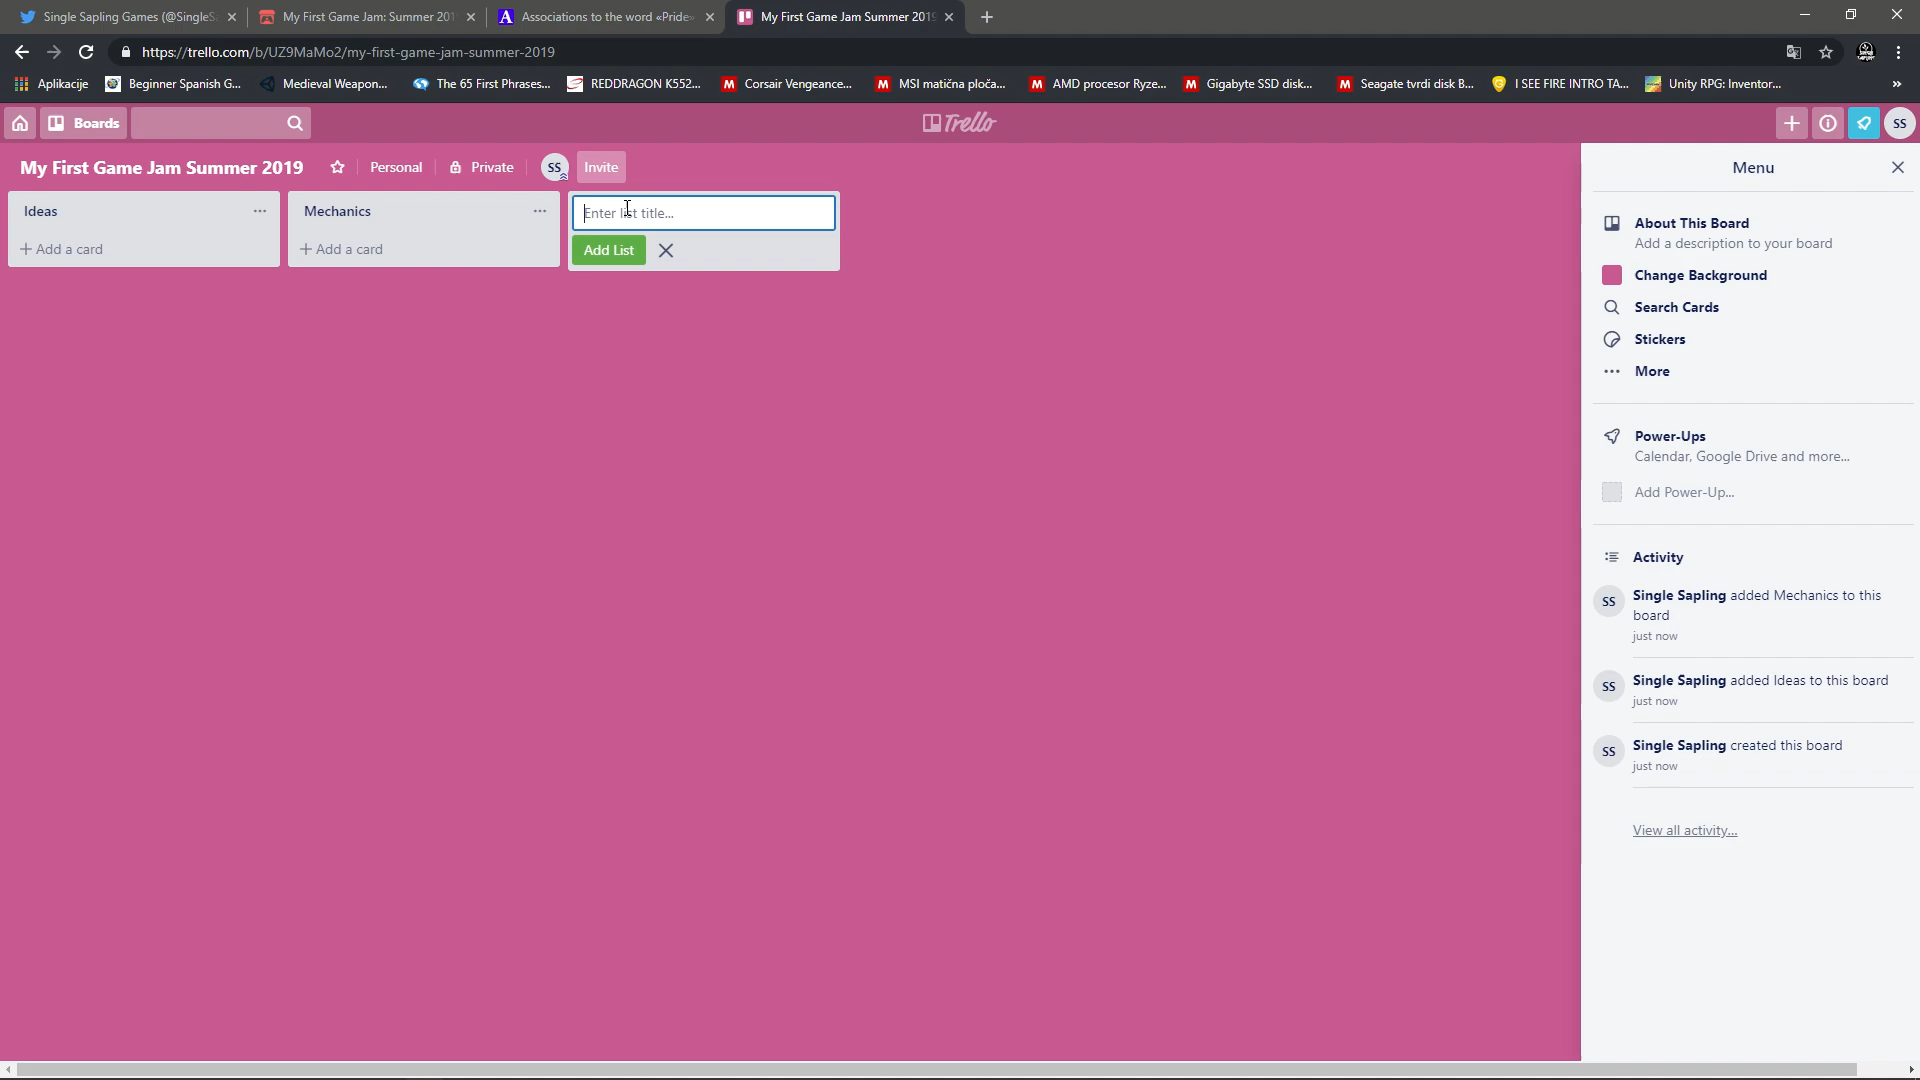 Single Sapling Games (@SingleS
My First Game Jam: Summer 201
Associations to the word «Pride»
My First Game Jam Summer 2019
https://trello.com/b/UZ9MaMo2/my-first-game-jam-summer-2019
Aplikacije
Beginner Spanish G...
Medieval Weapon...
The 65 First Phrases...
REDDRAGON K552...
Corsair Vengeance...
MSI matična ploča...
AMD procesor Ryze...
Gigabyte SSD disk...
Seagate tvrdi disk B...
I SEE FIRE INTRO TA...
Unity RPG: Inventor...
Boards
Trello
SS
My First Game Jam Summer 2019
Personal
Private
SS
Invite
Ideas
+ Add a card
Mechanics
+ Add a card
Enter list title...
Add List
Menu
About This Board
Add a description to your board
Change Background
Search Cards
Stickers
More
Power-Ups
Calendar, Google Drive and more...
Add Power-Up...
Activity
SS
Single Sapling added Mechanics to this
board
just now
SS
Single Sapling added Ideas to this board
just now
SS
Single Sapling created this board
just now
View all activity...